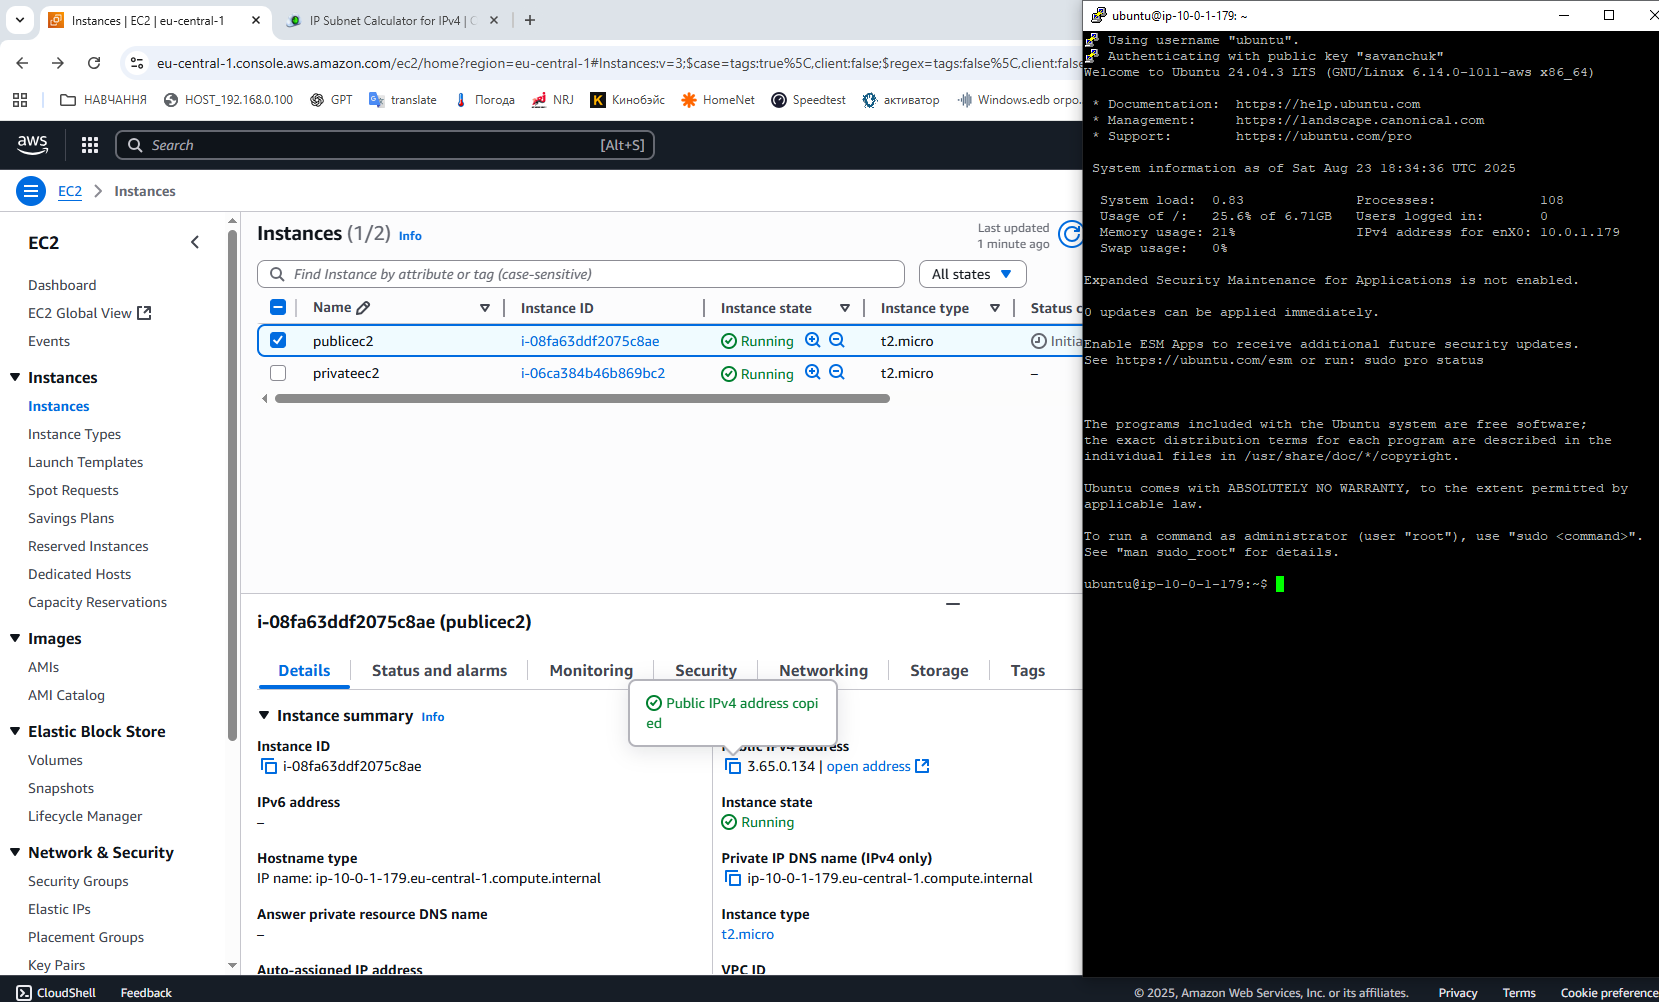 Instances | EC2 | eu-central-1
IP Subnet Calculator for IPv4 |
eu-central-1.console.aws.amazon.com/ec2/home?region=eu-central-1#Instances:v=3;$case=tags:true%5C,client:false;$regex=tags:false%5C,client:false
НАВЧАННЯ
HOST_192.168.0.100
GPT
translate
Погода
NRJ
Кинобэйс
HomeNet
Speedtest
активатор
Windows.edb огро...
aws
Search
[Alt+S]
EC2
Instances
EC2
Dashboard
EC2 Global View
Events
Instances
Instances
Instance Types
Launch Templates
Spot Requests
Savings Plans
Reserved Instances
Dedicated Hosts
Capacity Reservations
Images
AMIs
AMI Catalog
Elastic Block Store
Volumes
Snapshots
Lifecycle Manager
Network & Security
Security Groups
Elastic IPs
Placement Groups
Key Pairs
Instances (1/2) Info
Last updated
1 minute ago
Find Instance by attribute or tag (case-sensitive)
All states
Name
Instance ID
Instance state
Instance type
Status
publicec2
i-08fa63ddf2075c8ae
Running
t2.micro
privateec2
i-06ca384b46b869bc2
Running
t2.micro
–
i-08fa63ddf2075c8ae (publicec2)
Details
Status and alarms
Monitoring
Security
Networking
Storage
Tags
Instance summary Info
Public IPv4 address copi
ed
Instance ID
i-08fa63ddf2075c8ae
Public IPv4 address
3.65.0.134 | open address
IPv6 address
–
Instance state
Running
Hostname type
IP name: ip-10-0-1-179.eu-central-1.compute.internal
Private IP DNS name (IPv4 only)
ip-10-0-1-179.eu-central-1.compute.internal
Answer private resource DNS name
–
Instance type
t2.micro
Auto-assigned IP address
VPC ID
ubuntu@ip-10-0-1-179: ~
Using username "ubuntu".
Authenticating with public key "savanchuk"
Welcome to Ubuntu 24.04.3 LTS (GNU/Linux 6.14.0-1011-aws x86_64)
* Documentation: https://help.ubuntu.com
* Management: https://landscape.canonical.com
* Support: https://ubuntu.com/pro
System information as of Sat Aug 23 18:34:36 UTC 2025
System load: 0.83 Processes: 108
Usage of /: 25.6% of 6.71GB Users logged in: 0
Memory usage: 21% IPv4 address for enX0: 10.0.1.179
Swap usage: 0%
Expanded Security Maintenance for Applications is not enabled.
0 updates can be applied immediately.
Enable ESM Apps to receive additional future security updates.
See https://ubuntu.com/esm or run: sudo pro status
The programs included with the Ubuntu system are free software;
the exact distribution terms for each program are described in the
individual files in /usr/share/doc/*/copyright.
Ubuntu comes with ABSOLUTELY NO WARRANTY, to the extent permitted by
applicable law.
To run a command as administrator (user "root"), use "sudo <command>".
See "man sudo_root" for details.
ubuntu@ip-10-0-1-179:~$
CloudShell
Feedback
© 2025, Amazon Web Services, Inc. or its affiliates.
Privacy
Terms
Cookie preference